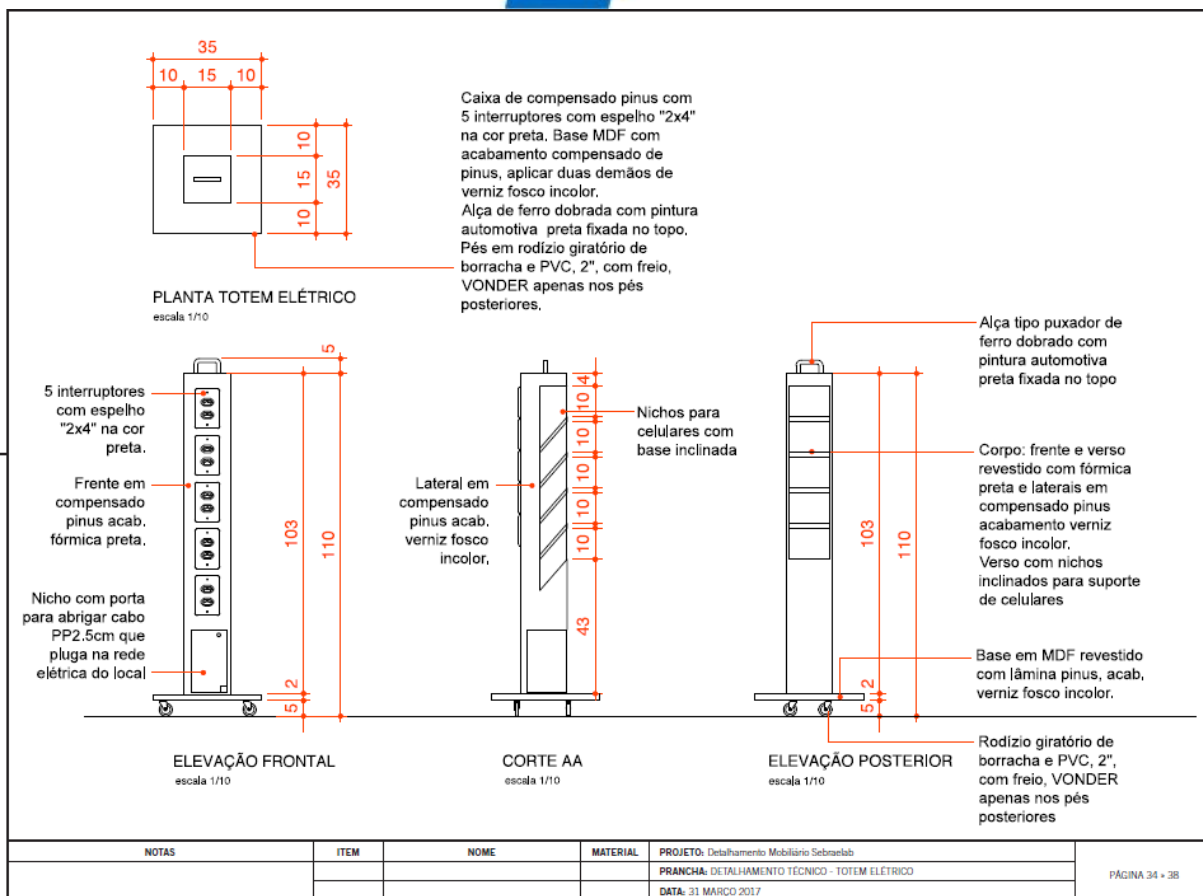 35
10 15 10
10
15
10
35
PLANTA TOTEM ELÉTRICO
escala 1/10
Caixa de compensado pinus com
5 interruptores com espelho "2x4"
na cor preta. Base MDF com
acabamento compensado de
pinus, aplicar duas demãos de
verniz fosco incolor.
Alça de ferro dobrada com pintura
automotiva preta fixada no topo.
Pés em rodízio giratório de
borracha e PVC, 2", com freio,
VONDER apenas nos pés
posteriores.
5 interruptores
com espelho
"2x4" na cor
preta.
Frente em
compensado
pinus acab.
fórmica preta.
Nicho com porta
para abrigar cabo
PP2.5cm que
pluga na rede
elétrica do local
5
103
110
2
5
ELEVAÇÃO FRONTAL
escala 1/10
Lateral em
compensado
pinus acab.
verniz fosco
incolor.
Nichos para
celulares com
base inclinada
4
10
10
10
10
10
43
CORTE AA
escala 1/10
Alça tipo puxador de
ferro dobrado com
pintura automotiva
preta fixada no topo
Corpo: frente e verso
revestido com fórmica
preta e laterais em
compensado pinus
acabamento verniz
fosco incolor.
Verso com nichos
inclinados para suporte
de celulares
Base em MDF revestido
com lâmina pinus, acab.
verniz fosco incolor.
Rodízio giratório de
borracha e PVC, 2",
com freio, VONDER
apenas nos pés
posteriores
103
110
2
5
ELEVAÇÃO POSTERIOR
escala 1/10
NOTAS ITEM NOME MATERIAL PROJETO: Detalhamento Mobiliário Sebraelab
PRANCHA: DETALHAMENTO TÉCNICO - TOTEM ELÉTRICO
DATA: 31 MARÇO 2017
PÁGINA 34 » 38